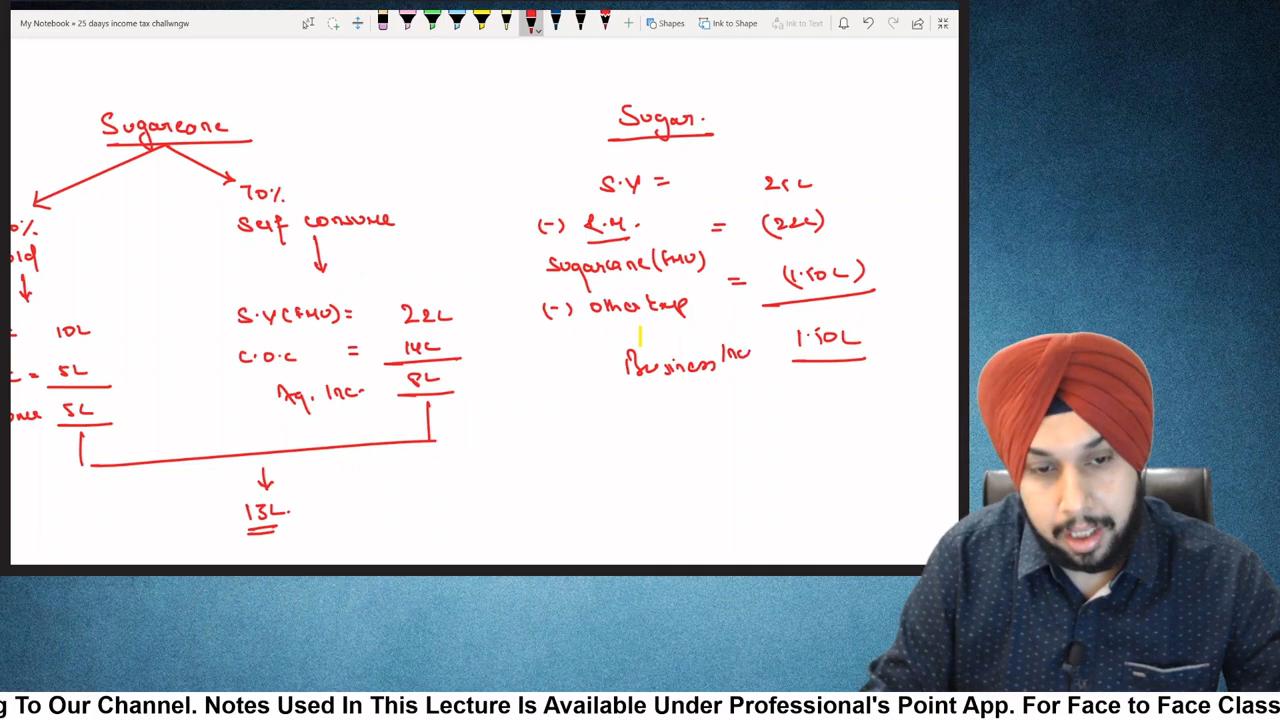 My Notebook » 25 daays income tax challwngw
Shapes
Ink to Shape
Ink to Text
Sugarcane
70%
Self consume
0%
old
10L
= 5L
5L
S.V(FMV)= 22L
C.O.C = 14L
Ag. Inc. 8L
13L.
Sugar.
S.V = 25L
(-) R.M. = (22L)
Sugarcane(FMV)
(-) Other Exp = (1.50L)
Business Inc 1.50L
g To Our Channel. Notes Used In This Lecture Is Available Under Professional's Point App. For Face to Face Class